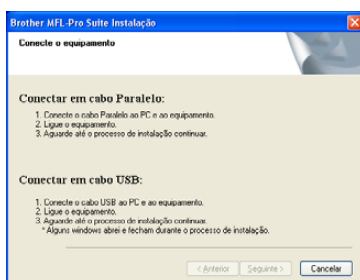 Brother MFL-Pro Suite Instalação
Conecte o equipamento
Conectar em cabo Paralelo:
1. Conecte o cabo Paralelo ao PC e ao equipamento.
2. Ligue o equipamento.
3. Aguarde até o processo de instalação continuar.
Conectar em cabo USB:
1. Conecte o cabo USB ao PC e ao equipamento.
2. Ligue o equipamento.
3. Aguarde até o processo de instalação continuar.
* Alguns windows abrei e fecham durante o processo de instalação.
< Anterior Seguinte > Cancelar